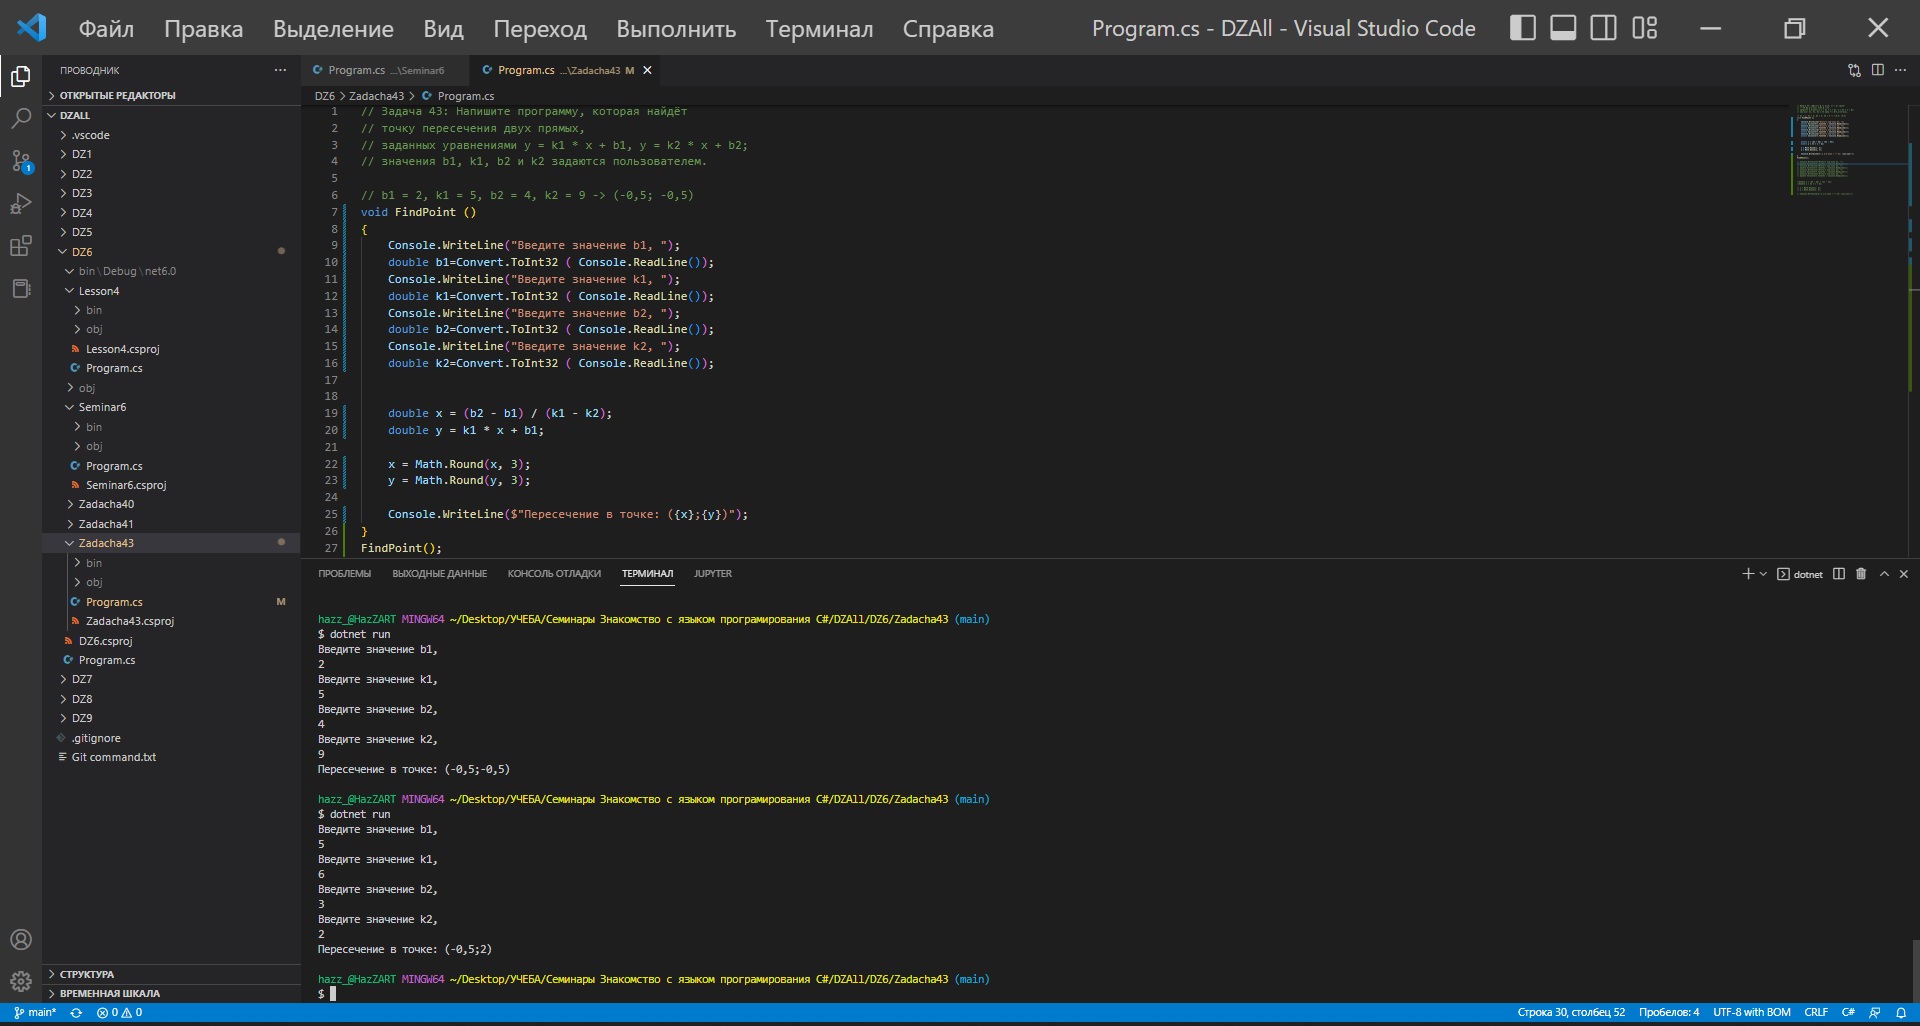 Файл Правка Выделение Вид Переход Выполнить Терминал Справка Program.cs - DZAll - Visual Studio Code
ПРОВОДНИК
ОТКРЫТЫЕ РЕДАКТОРЫ
DZALL
.vscode
DZ1
DZ2
DZ3
DZ4
DZ5
DZ6
bin\Debug\net6.0
Lesson4
bin
obj
Lesson4.csproj
Program.cs
obj
Seminar6
bin
obj
Program.cs
Seminar6.csproj
Zadacha40
Zadacha41
Zadacha43
bin
obj
Program.cs M
Zadacha43.csproj
DZ6.csproj
Program.cs
DZ7
DZ8
DZ9
.gitignore
Git command.txt
СТРУКТУРА
ВРЕМЕННАЯ ШКАЛА
1
Program.cs ...\Seminar6 Program.cs ...\Zadacha43 M
DZ6 > Zadacha43 > Program.cs
1 // Задача 43: Напишите программу, которая найдёт
2 // точку пересечения двух прямых,
3 // заданных уравнениями y = k1 * x + b1, y = k2 * x + b2;
4 // значения b1, k1, b2 и k2 задаются пользователем.
5
6 // b1 = 2, k1 = 5, b2 = 4, k2 = 9 -> (-0,5; -0,5)
7 void FindPoint ()
8 {
9 Console.WriteLine("Введите значение b1, ");
10 double b1=Convert.ToInt32 ( Console.ReadLine());
11 Console.WriteLine("Введите значение k1, ");
12 double k1=Convert.ToInt32 ( Console.ReadLine());
13 Console.WriteLine("Введите значение b2, ");
14 double b2=Convert.ToInt32 ( Console.ReadLine());
15 Console.WriteLine("Введите значение k2, ");
16 double k2=Convert.ToInt32 ( Console.ReadLine());
17
18
19 double x = (b2 - b1) / (k1 - k2);
20 double y = k1 * x + b1;
21
22 x = Math.Round(x, 3);
23 y = Math.Round(y, 3);
24
25 Console.WriteLine($"Пересечение в точке: ({x};{y})");
26 }
27 FindPoint();
ПРОБЛЕМЫ ВЫХОДНЫЕ ДАННЫЕ КОНСОЛЬ ОТЛАДКИ ТЕРМИНАЛ JUPYTER dotnet
hazz_@HazZART MINGW64 ~/Desktop/УЧЕБА/Семинары Знакомство с языком програмирования C#/DZAll/DZ6/Zadacha43 (main)
$ dotnet run
Введите значение b1,
2
Введите значение k1,
5
Введите значение b2,
4
Введите значение k2,
9
Пересечение в точке: (-0,5;-0,5)
hazz_@HazZART MINGW64 ~/Desktop/УЧЕБА/Семинары Знакомство с языком програмирования C#/DZAll/DZ6/Zadacha43 (main)
$ dotnet run
Введите значение b1,
5
Введите значение k1,
6
Введите значение b2,
3
Введите значение k2,
2
Пересечение в точке: (-0,5;2)
hazz_@HazZART MINGW64 ~/Desktop/УЧЕБА/Семинары Знакомство с языком програмирования C#/DZAll/DZ6/Zadacha43 (main)
$
main* 0 0 Строка 30, столбец 52 Пробелов: 4 UTF-8 with BOM CRLF C#